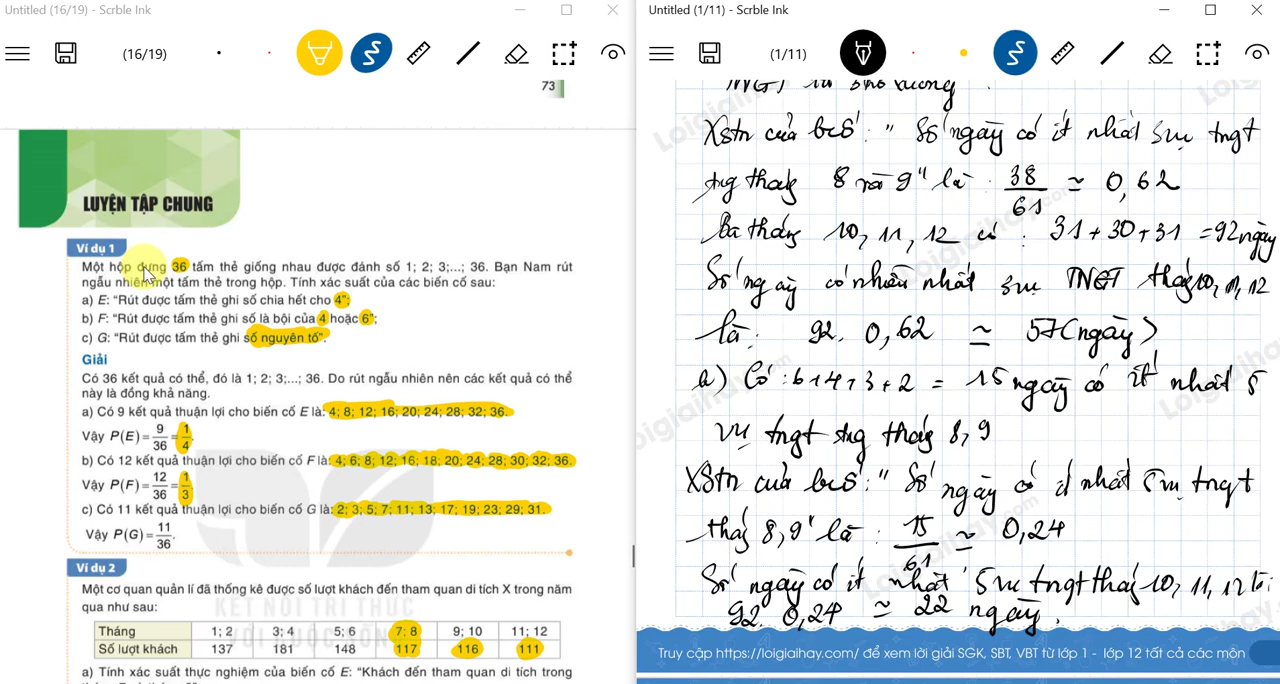 Untitled (16/19) - Scrble Ink
(16/19)
73
LUYỆN TẬP CHUNG
Ví dụ 1
Một hộp đựng 36 tấm thẻ giống nhau được đánh số 1; 2; 3;...; 36. Bạn Nam rút
ngẫu nhiên một tấm thẻ trong hộp. Tính xác suất của các biến cố sau:
a) E: "Rút được tấm thẻ ghi số chia hết cho 4";
b) F: "Rút được tấm thẻ ghi số là bội của 4 hoặc 6";
c) G: "Rút được tấm thẻ ghi số nguyên tố".
Giải
Có 36 kết quả có thể, đó là 1; 2; 3;...; 36. Do rút ngẫu nhiên nên các kết quả có thể
này là đồng khả năng.
a) Có 9 kết quả thuận lợi cho biến cố E là: 4; 8; 12; 16; 20; 24; 28; 32; 36.
Vậy P(E) = 9/36 = 1/4.
b) Có 12 kết quả thuận lợi cho biến cố F là: 4; 6; 8; 12; 16; 18; 20; 24; 28; 30; 32; 36.
Vậy P(F) = 12/36 = 1/3.
c) Có 11 kết quả thuận lợi cho biến cố G là: 2; 3; 5; 7; 11; 13; 17; 19; 23; 29; 31.
Vậy P(G) = 11/36.
KẾT NỐI TRI THỨC
VỚI CUỘC SỐNG
Ví dụ 2
Một cơ quan quản lí đã thống kê được số lượt khách đến tham quan di tích X trong năm
qua như sau:
Tháng 1; 2 3; 4 5; 6 7; 8 9; 10 11; 12
Số lượt khách 137 181 148 117 116 111
a) Tính xác suất thực nghiệm của biến cố E: "Khách đến tham quan di tích trong
Untitled (1/11) - Scrble Ink
(1/11)
TNGT
Xstn của bcố: " Số ngày có ít nhất 3vụ tngt
tháng 8 và 9" là : 38/61 ≃ 0,62
Ba tháng 10, 11, 12 có : 31 + 30 + 31 = 92 ngày
Số ngày có nhiều nhất 3vụ TNGT tháng 10, 11, 12
là: 92. 0,62 ≃ 57 (ngày)
a) Có : 6+4+3+2 = 15 ngày có ít nhất 5
vụ tngt tháng 8, 9
XStn của bcố: " Số ngày có ít nhất 5vụ tngt
tháng 8, 9" là : 15/61 ≃ 0,24
Số ngày có ít nhất 5vụ tngt tháng 10, 11, 12 là:
92. 0,24 ≃ 22 ngày.
Loigiaihay.com
Truy cập https://loigiaihay.com/ để xem lời giải SGK, SBT, VBT từ lớp 1 - lớp 12 tất cả các môn